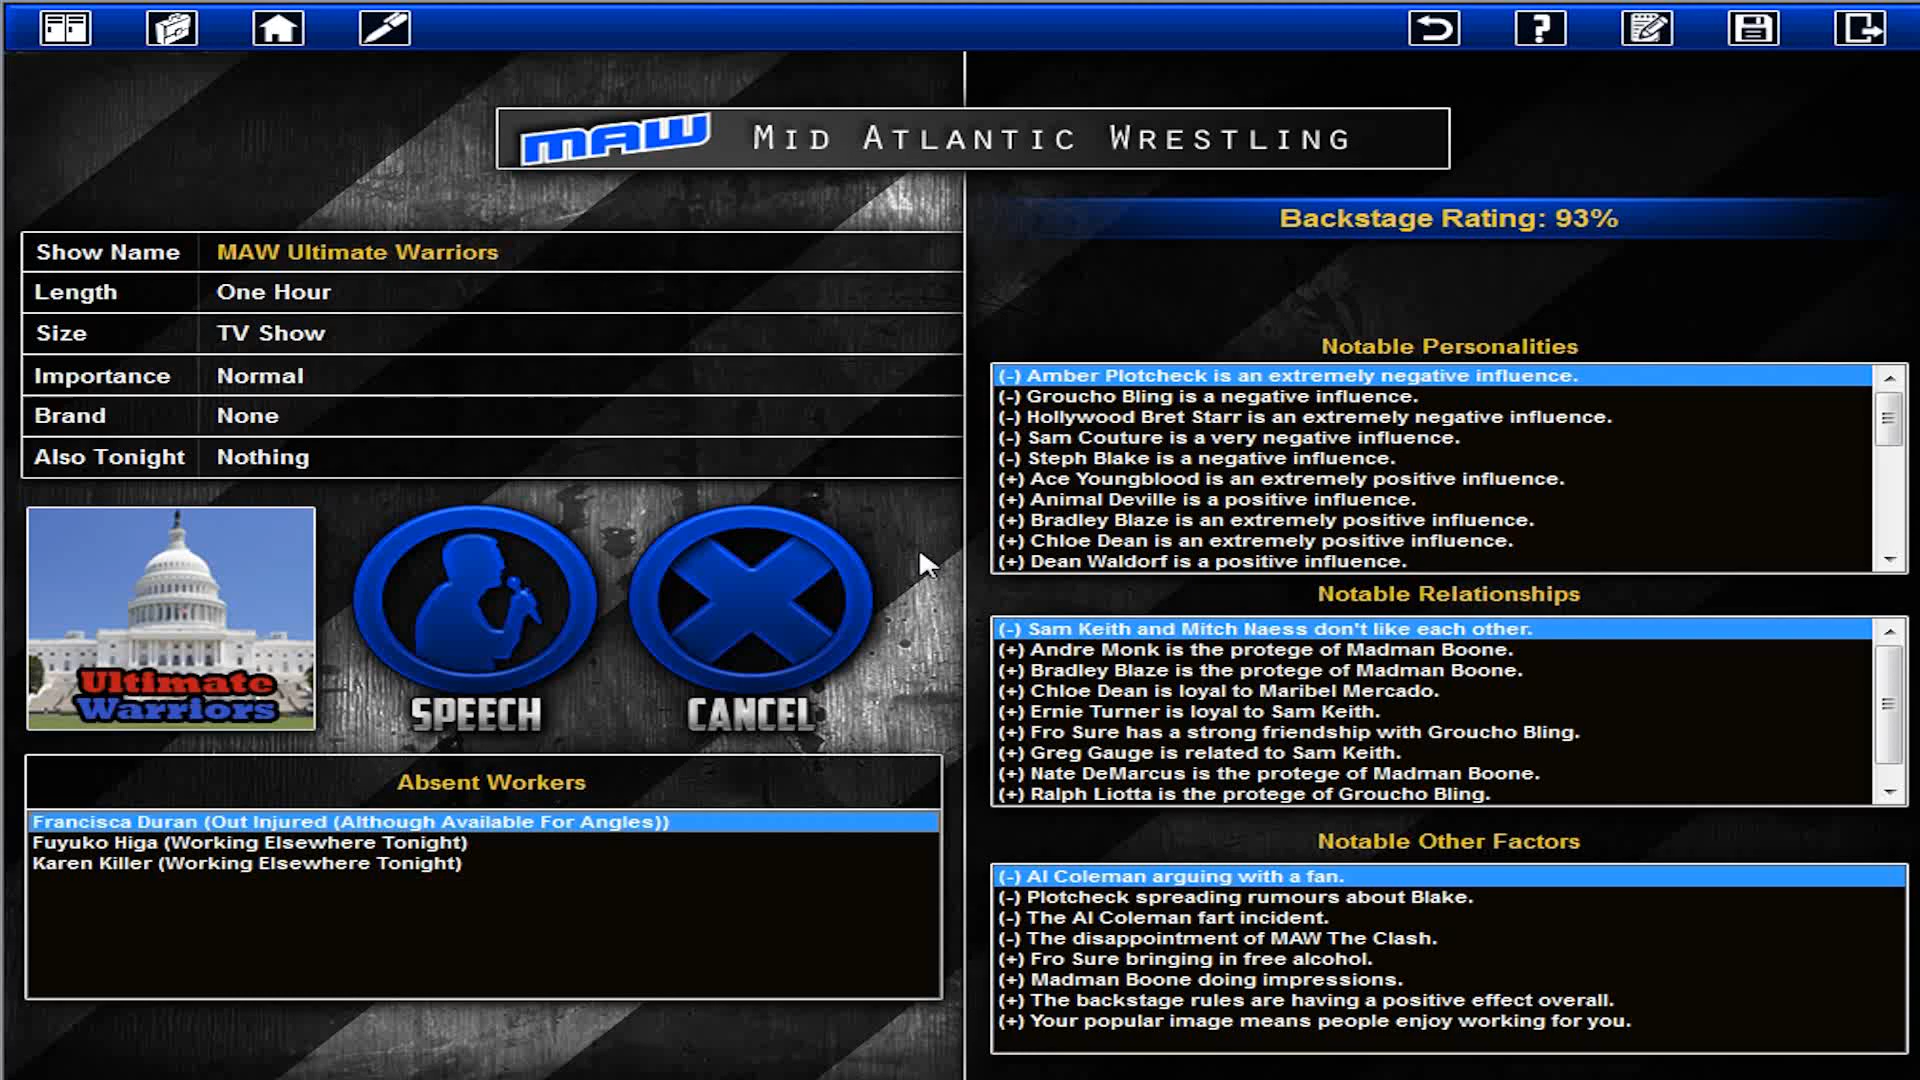 MAW Mid Atlantic Wrestling
Show Name MAW Ultimate Warriors
Length One Hour
Size TV Show
Importance Normal
Brand None
Also Tonight Nothing
Ultimate
Warriors
SPEECH
CANCEL
Absent Workers
Francisca Duran (Out Injured (Although Available For Angles))
Fuyuko Higa (Working Elsewhere Tonight)
Karen Killer (Working Elsewhere Tonight)
Backstage Rating: 93%
Notable Personalities
(-) Amber Plotcheck is an extremely negative influence.
(-) Groucho Bling is a negative influence.
(-) Hollywood Bret Starr is an extremely negative influence.
(-) Sam Couture is a very negative influence.
(-) Steph Blake is a negative influence.
(+) Ace Youngblood is an extremely positive influence.
(+) Animal Deville is a positive influence.
(+) Bradley Blaze is an extremely positive influence.
(+) Chloe Dean is an extremely positive influence.
(+) Dean Waldorf is a positive influence.
Notable Relationships
(-) Sam Keith and Mitch Naess don't like each other.
(+) Andre Monk is the protege of Madman Boone.
(+) Bradley Blaze is the protege of Madman Boone.
(+) Chloe Dean is loyal to Maribel Mercado.
(+) Ernie Turner is loyal to Sam Keith.
(+) Fro Sure has a strong friendship with Groucho Bling.
(+) Greg Gauge is related to Sam Keith.
(+) Nate DeMarcus is the protege of Madman Boone.
(+) Ralph Liotta is the protege of Groucho Bling.
Notable Other Factors
(-) Al Coleman arguing with a fan.
(-) Plotcheck spreading rumours about Blake.
(-) The Al Coleman fart incident.
(-) The disappointment of MAW The Clash.
(+) Fro Sure bringing in free alcohol.
(+) Madman Boone doing impressions.
(+) The backstage rules are having a positive effect overall.
(+) Your popular image means people enjoy working for you.